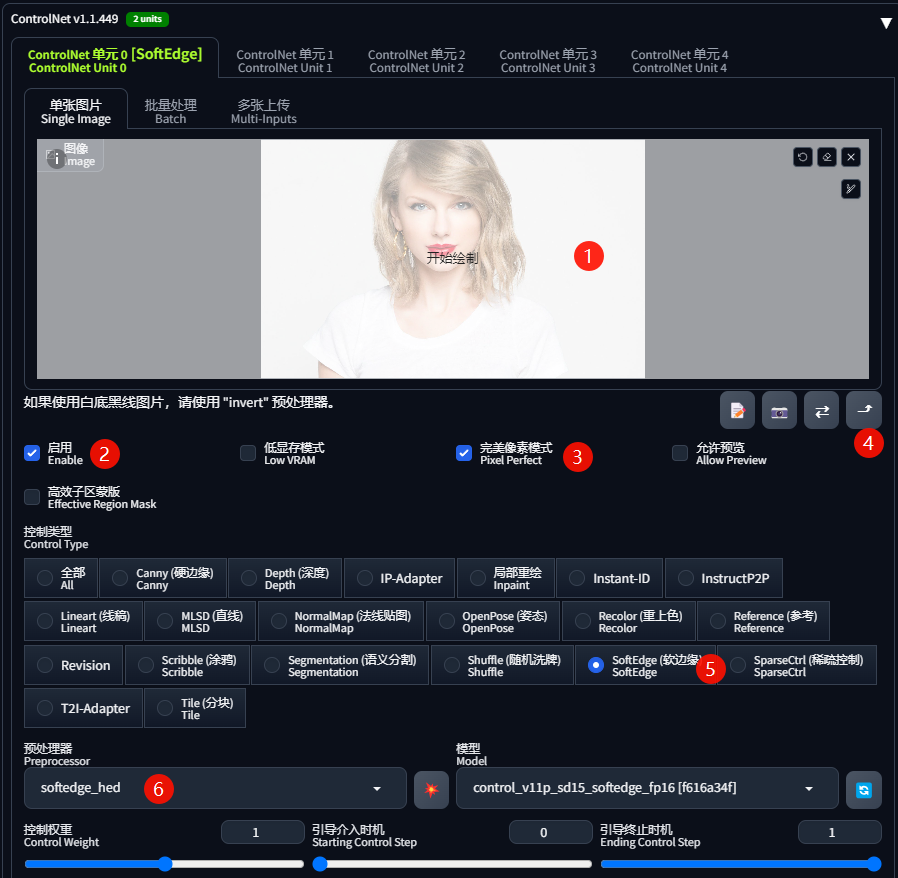 ControlNet v1.1.449 2 units
ControlNet 单元 0 [SoftEdge] ControlNet 单元 1 ControlNet 单元 2 ControlNet 单元 3 ControlNet 单元 4
ControlNet Unit 0 ControlNet Unit 1 ControlNet Unit 2 ControlNet Unit 3 ControlNet Unit 4
单张图片 批量处理 多张上传
Single Image Batch Multi-Inputs
图像
Image
开始绘制
1
如果使用白底黑线图片，请使用 "invert" 预处理器。
4
启用 低显存模式 完美像素模式 允许预览
Enable 2 Low VRAM Pixel Perfect 3 Allow Preview
高效子区蒙版
Effective Region Mask
控制类型
Control Type
全部 Canny (硬边缘) Depth (深度) IP-Adapter 局部重绘 Instant-ID InstructP2P
All Canny Depth Inpaint
Lineart (线稿) MLSD (直线) NormalMap (法线贴图) OpenPose (姿态) Recolor (重上色) Reference (参考)
Lineart MLSD NormalMap OpenPose Recolor Reference
Revision Scribble (涂鸦) Segmentation (语义分割) Shuffle (随机洗牌) SoftEdge (软边缘) 5 SparseCtrl (稀疏控制)
Scribble Segmentation Shuffle SoftEdge SparseCtrl
T2I-Adapter Tile (分块)
Tile
预处理器 模型
Preprocessor Model
softedge_hed 6 control_v11p_sd15_softedge_fp16 [f616a34f]
控制权重 1 引导介入时机 0 引导终止时机 1
Control Weight Starting Control Step Ending Control Step